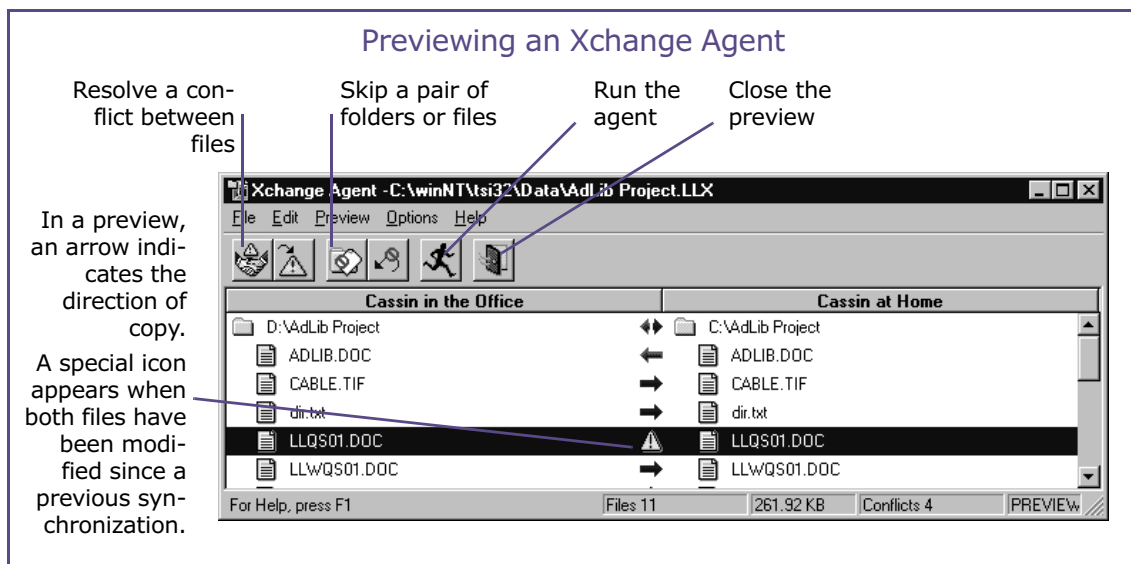 Previewing an Xchange Agent
Resolve a con-
flict between
files
Skip a pair of
folders or files
Run the
agent
Close the
preview
In a preview,
an arrow indi-
cates the
direction of
copy.
A special icon
appears when
both files have
been modi-
fied since a
previous syn-
chronization.
Xchange Agent -C:\winNT\tsi32\Data\AdLib Project.LLX
File Edit Preview Options Help
Cassin in the Office Cassin at Home
D:\AdLib Project C:\AdLib Project
ADLIB.DOC ADLIB.DOC
CABLE.TIF CABLE.TIF
dir.txt dir.txt
LLQS01.DOC LLQS01.DOC
LLWQS01.DOC LLWQS01.DOC
For Help, press F1 Files 11 261.92 KB Conflicts 4 PREVIEW